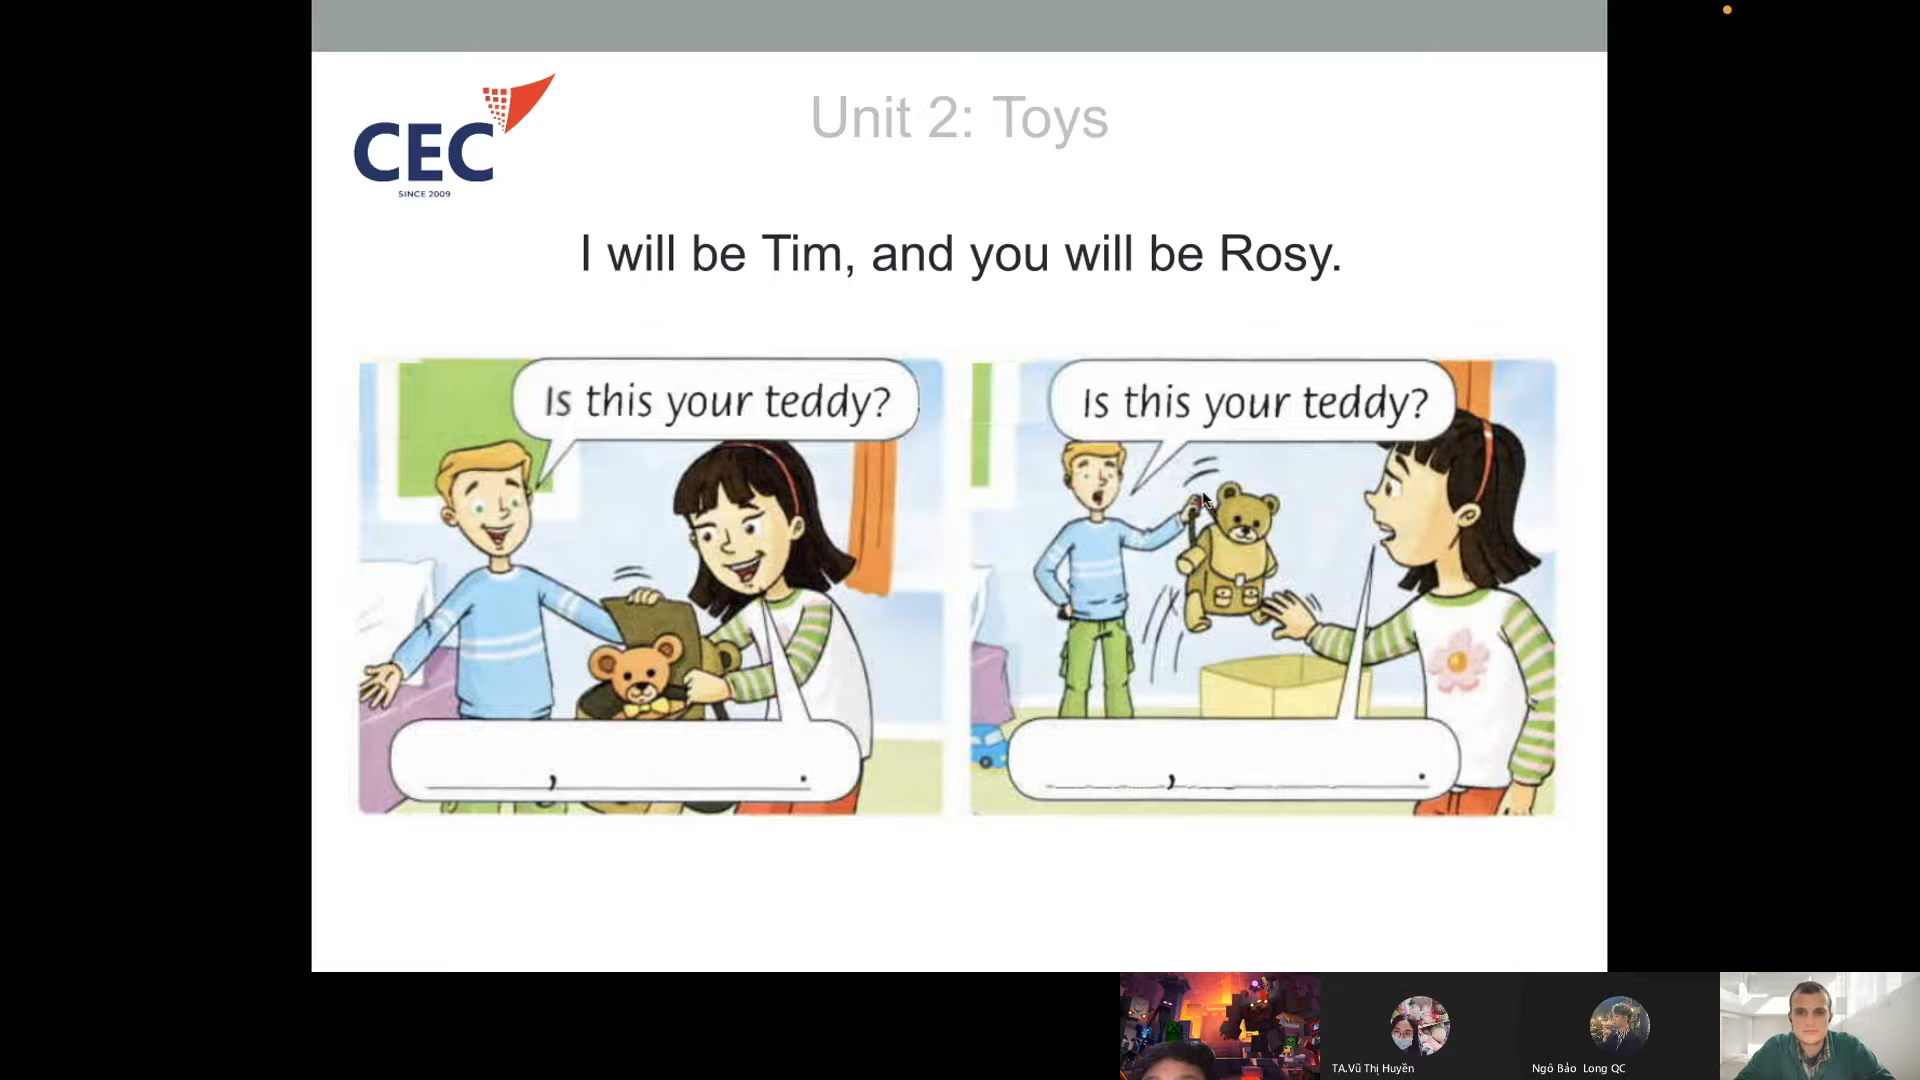 CEC
SINCE 2009
Unit 2: Toys
I will be Tim, and you will be Rosy.
Is this your teddy?
Is this your teddy?
,                .
,                .
TA.Vũ Thị Huyền
Ngô Bảo Long QC